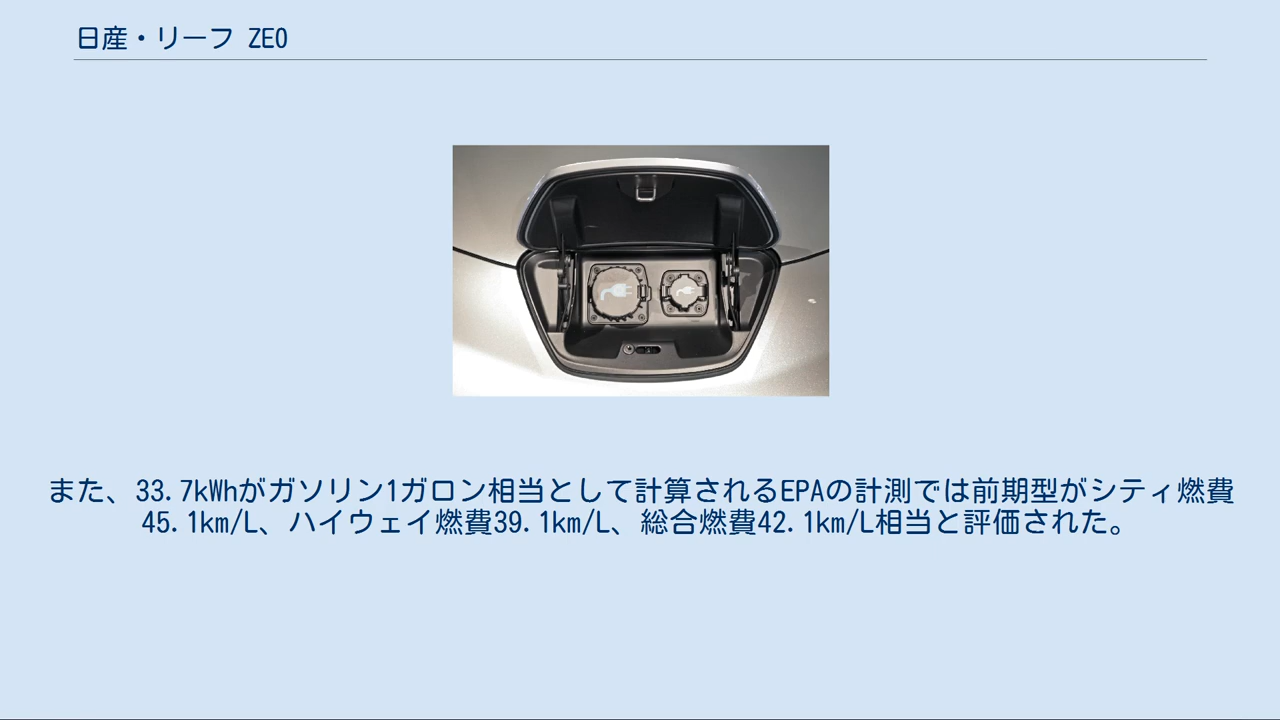 日産・リーフ ZE0
また、33.7kWhがガソリン1ガロン相当として計算されるEPAの計測では前期型がシティ燃費
45.1km/L、ハイウェイ燃費39.1km/L、総合燃費42.1km/L相当と評価された。